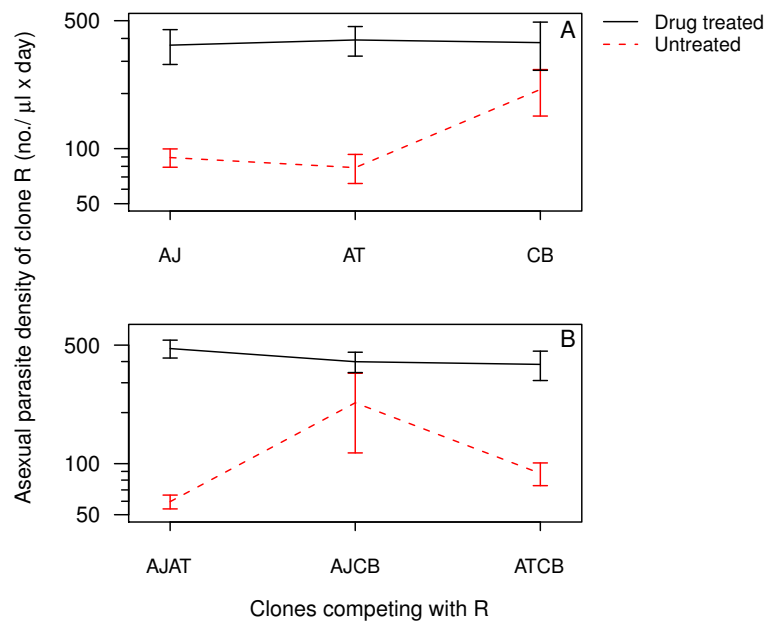 Asexual parasite density of clone R (no./ µl x day)
500
100
50
A
Drug treated
Untreated
AJ
AT
CB
500
100
50
B
AJAT
AJCB
ATCB
Clones competing with R